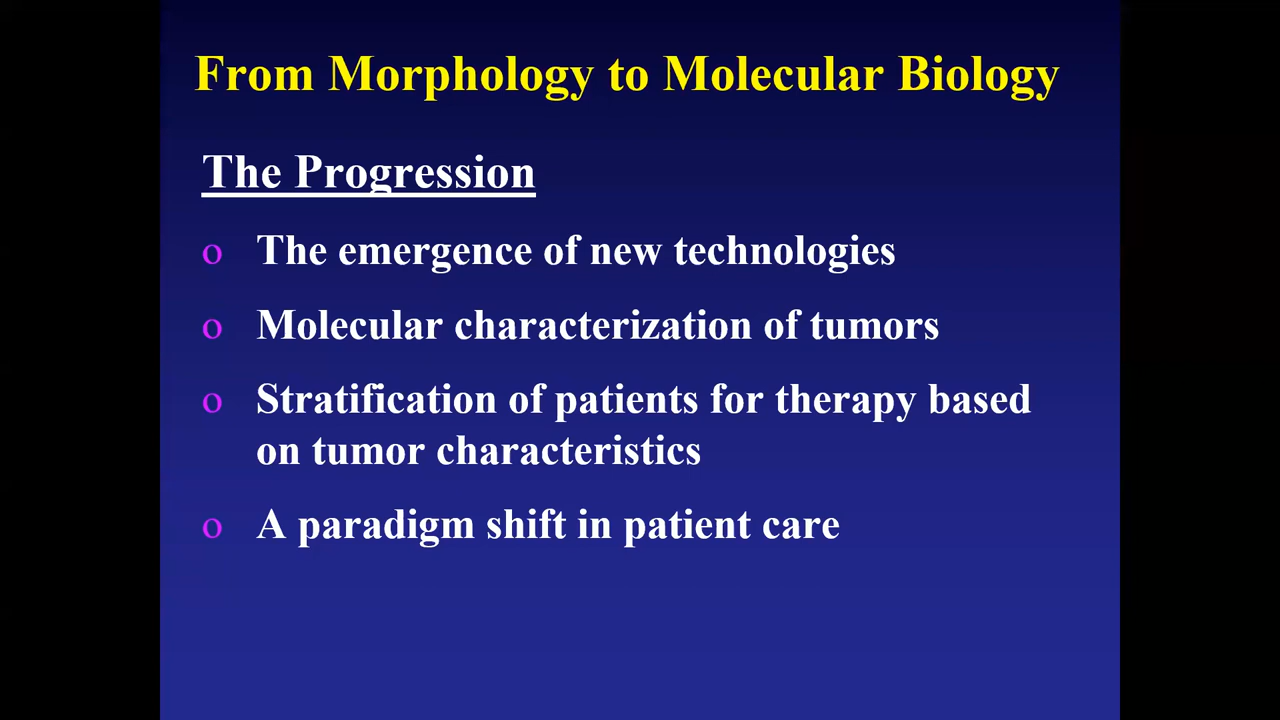 From Morphology to Molecular Biology
The Progression
o The emergence of new technologies
o Molecular characterization of tumors
o Stratification of patients for therapy based
on tumor characteristics
o A paradigm shift in patient care